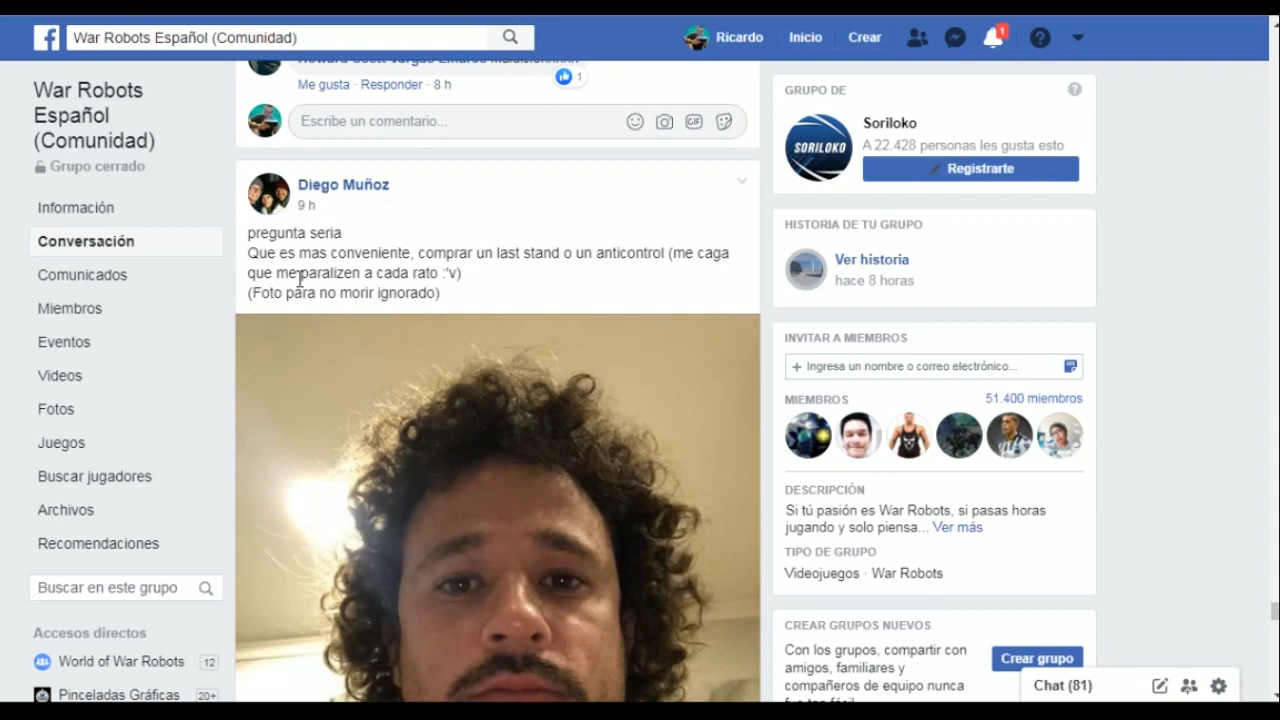 War Robots Español (Comunidad)
Ricardo
Inicio
Crear
1
War Robots
Español
(Comunidad)
Grupo cerrado
Información
Conversación
Comunicados
Miembros
Eventos
Videos
Fotos
Juegos
Buscar jugadores
Archivos
Recomendaciones
Buscar en este grupo
Accesos directos
World of War Robots 12
Pinceladas Gráficas 20+
Me gusta · Responder · 8 h
1
Escribe un comentario...
GIF
Diego Muñoz
9 h
pregunta seria
Que es mas conveniente, comprar un last stand o un anticontrol (me caga
que me paralizen a cada rato :'v)
(Foto para no morir ignorado)
GRUPO DE
SORILOKO
Soriloko
A 22.428 personas les gusta esto
Registrarte
HISTORIA DE TU GRUPO
Ver historia
hace 8 horas
INVITAR A MIEMBROS
+ Ingresa un nombre o correo electrónico...
MIEMBROS
51.400 miembros
DESCRIPCIÓN
Si tú pasión es War Robots, si pasas horas
jugando y solo piensa... Ver más
TIPO DE GRUPO
Videojuegos · War Robots
CREAR GRUPOS NUEVOS
Con los grupos, compartir con
amigos, familiares y
compañeros de equipo nunca
Crear grupo
Chat (81)